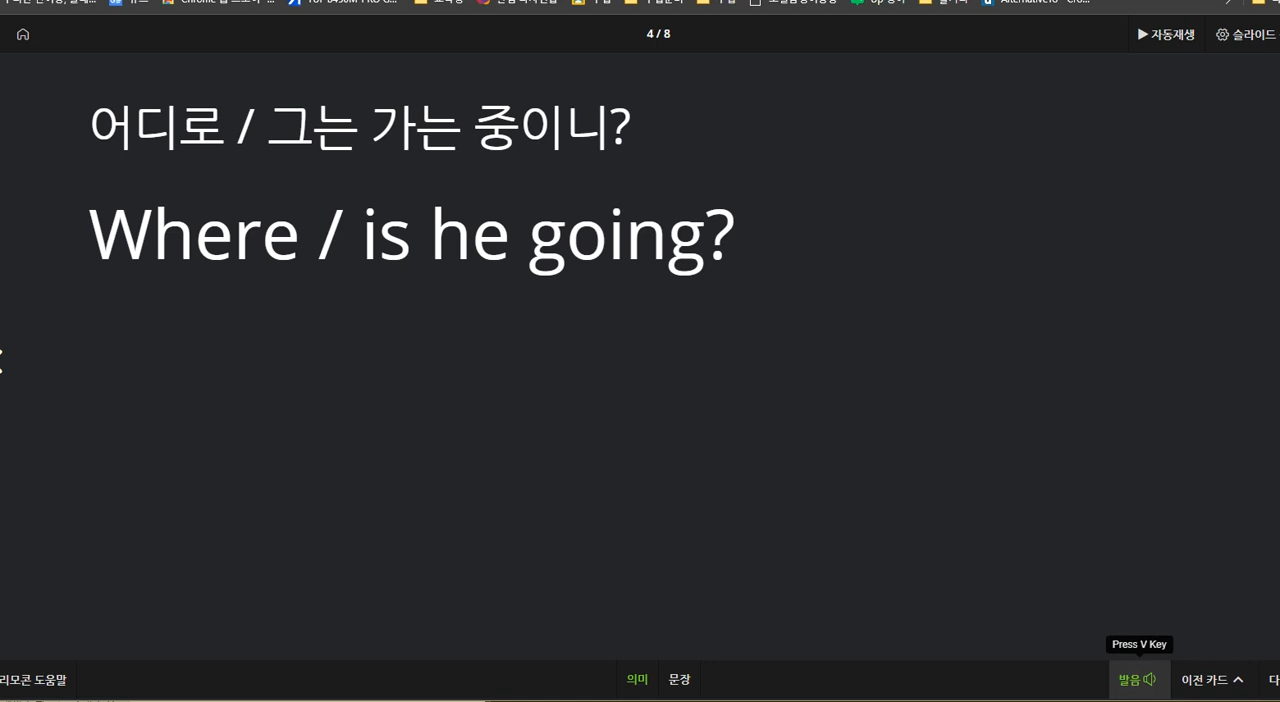 4 / 8
▶ 자동재생
슬라이드
어디로 / 그는 가는 중이니?
Where / is he going?
Press V Key
리모콘 도움말
의미
문장
발음
이전 카드